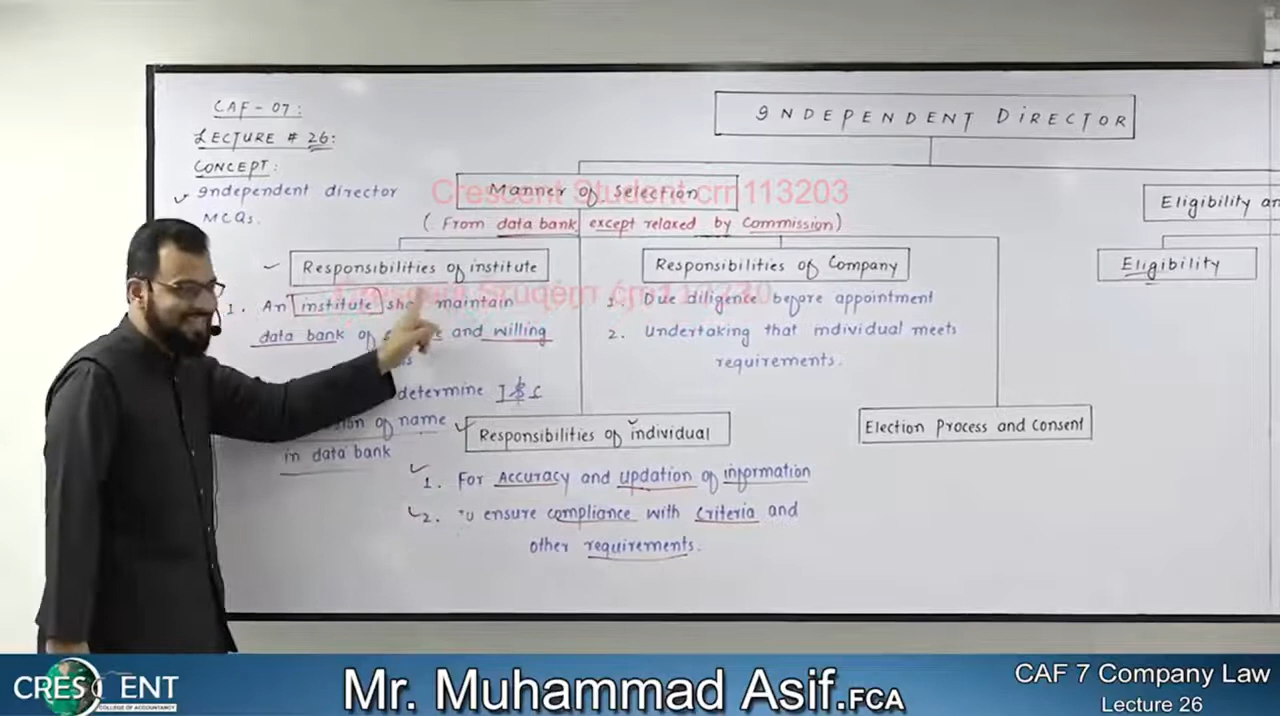 CAF-07:
LECTURE # 26:
CONCEPT:
Independent director
MCQs.
INDEPENDENT DIRECTOR
Manner of selection
(From data bank except relaxed by Commission)
Crescent Student crn113203
Responsibilities of institute
1. An institute maintain
data bank of and willing
determine
of name
in data bank
Responsibilities of Company
1. Due diligence before appointment
2. Undertaking that individual meets
requirements.
Responsibilities of individual
1. For Accuracy and updation of information
2. To ensure compliance with criteria and
other requirements.
Election Process and Consent
Eligibility an
Eligibility
CRESCENT
COLLEGE OF ACCOUNTANCY
Mr. Muhammad Asif.FCA
CAF 7 Company Law
Lecture 26